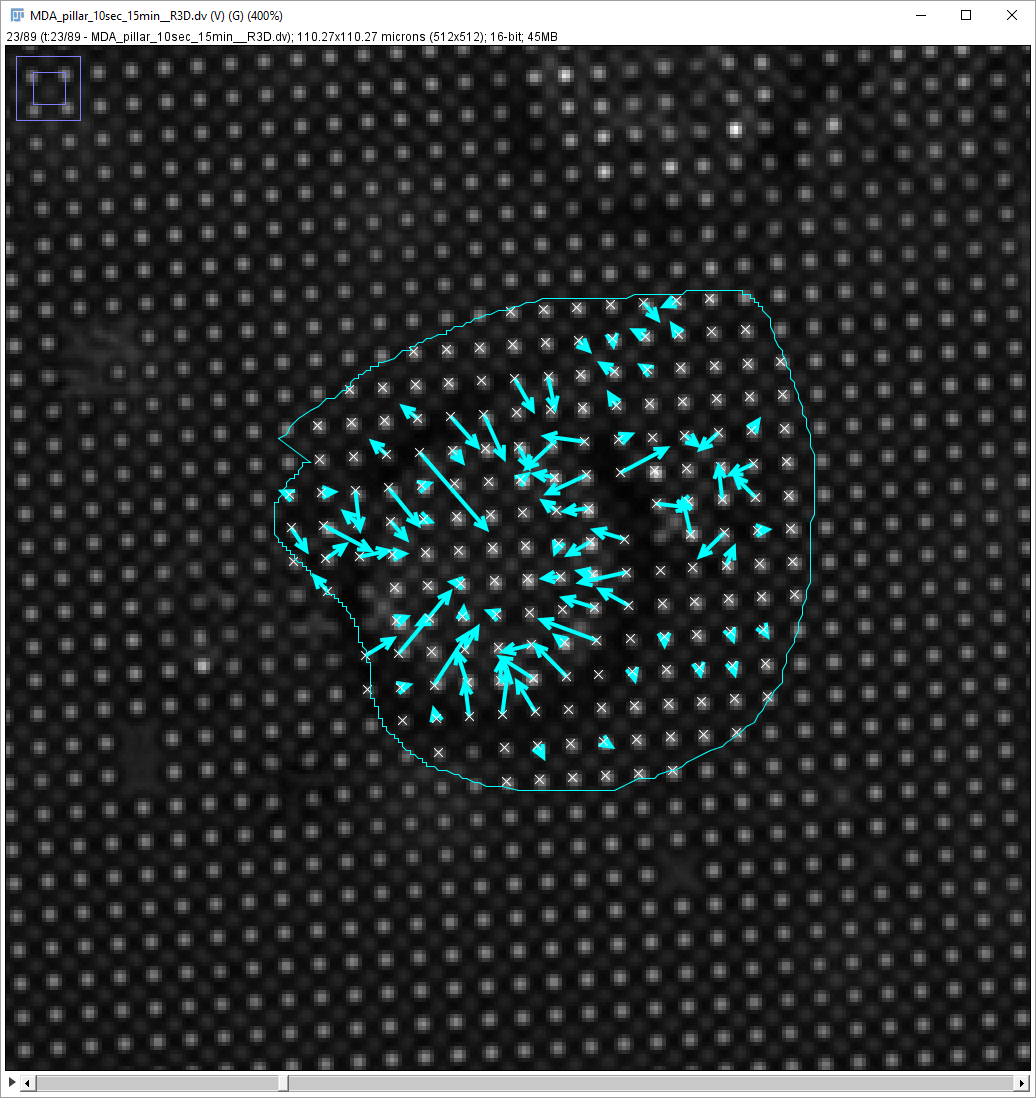 MDA_pillar_10sec_15min__R3D.dv (V) (G) (400%)
23/89 (t:23/89 - MDA_pillar_10sec_15min__R3D.dv); 110.27x110.27 microns (512x512); 16-bit; 45MB